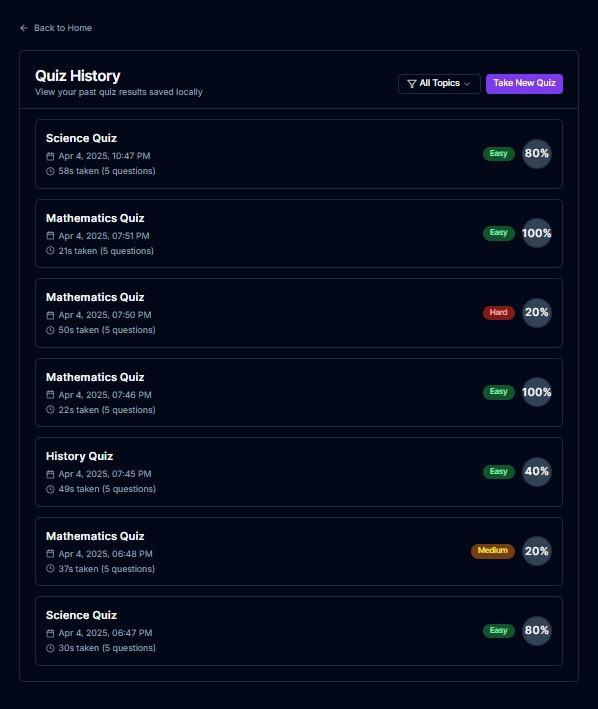 Back to Home
Quiz History
View your past quiz results saved locally
All Topics
Take New Quiz
Science Quiz
Apr 4, 2025, 10:47 PM
58s taken (5 questions)
Easy
80%
Mathematics Quiz
Apr 4, 2025, 07:51 PM
21s taken (5 questions)
Easy
100%
Mathematics Quiz
Apr 4, 2025, 07:50 PM
50s taken (5 questions)
Hard
20%
Mathematics Quiz
Apr 4, 2025, 07:46 PM
22s taken (5 questions)
Easy
100%
History Quiz
Apr 4, 2025, 07:45 PM
49s taken (5 questions)
Easy
40%
Mathematics Quiz
Apr 4, 2025, 06:48 PM
37s taken (5 questions)
Medium
20%
Science Quiz
Apr 4, 2025, 06:47 PM
30s taken (5 questions)
Easy
80%